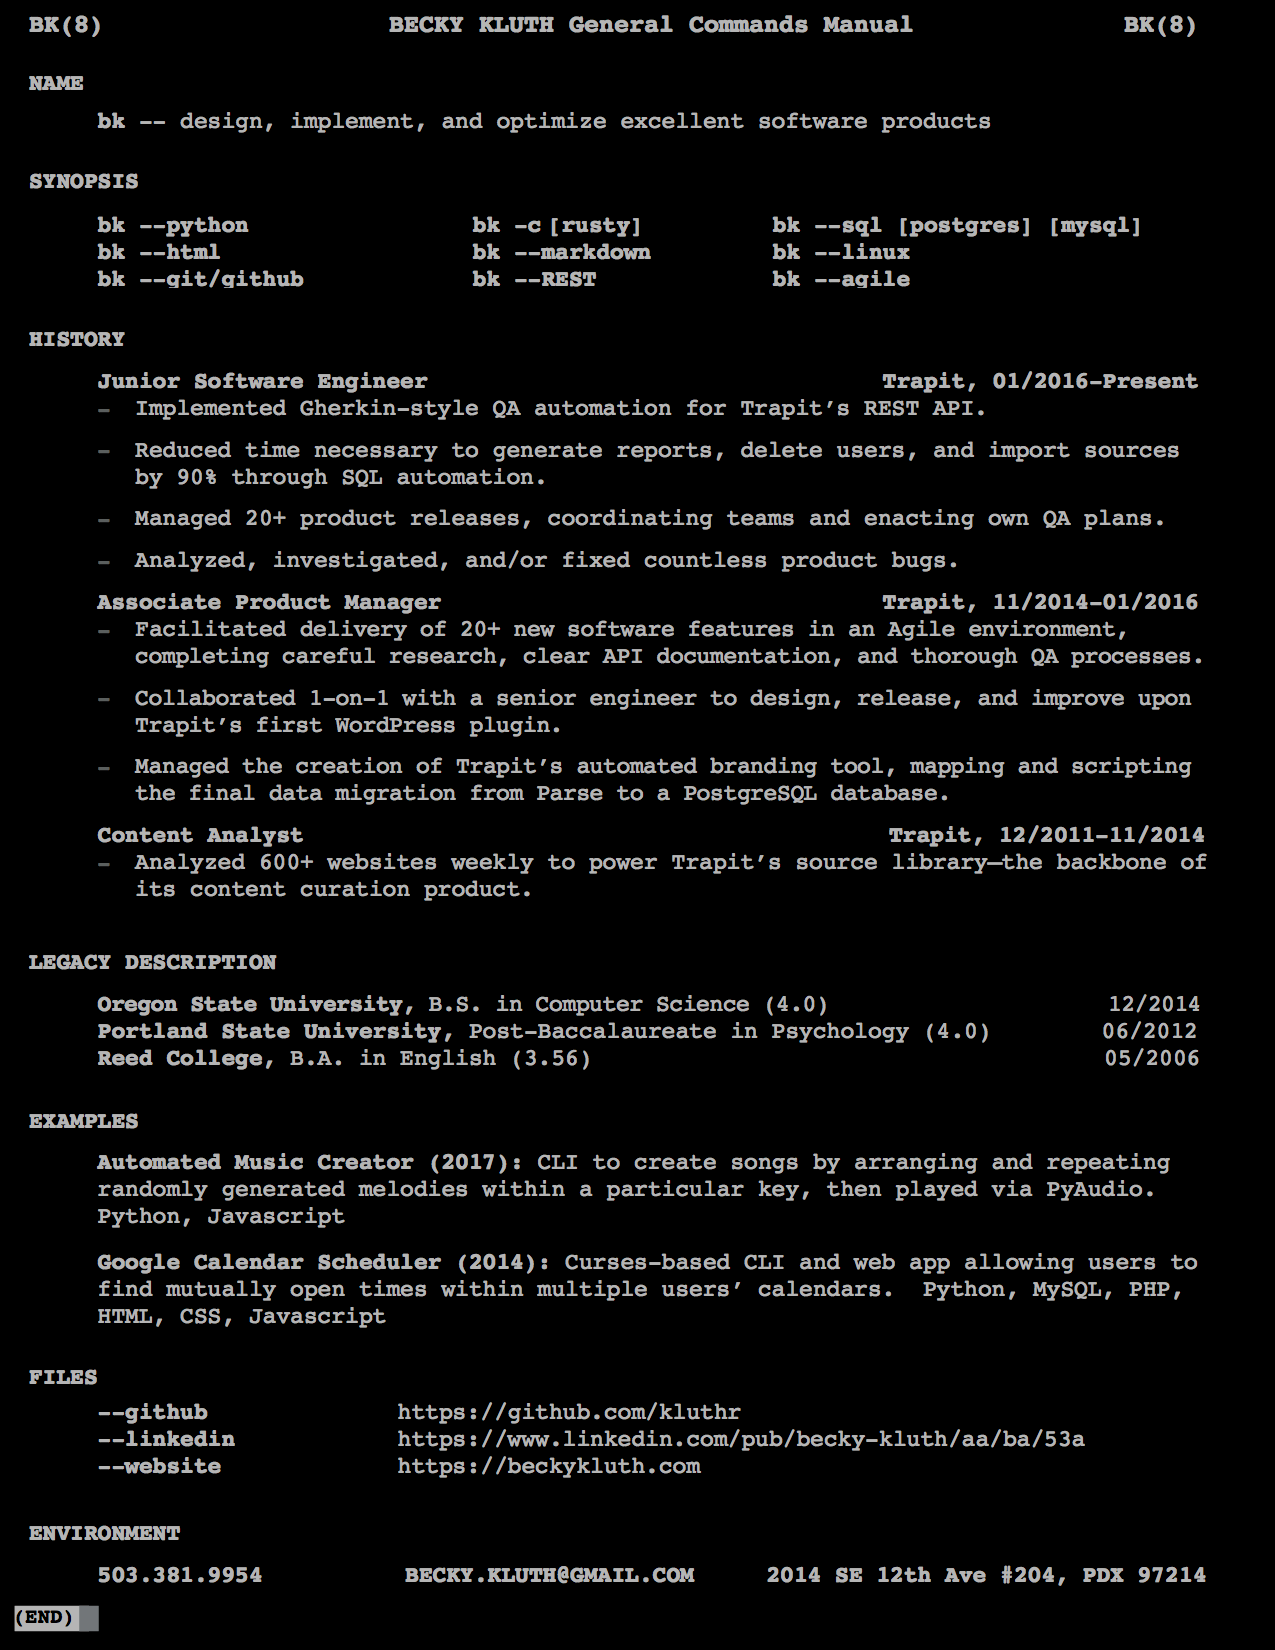 BK(8) BECKY KLUTH General Commands Manual BK(8)
NAME
bk -- design, implement, and optimize excellent software products
SYNOPSIS
bk --python bk -c [rusty] bk --sql [postgres] [mysql]
bk --html bk --markdown bk --linux
bk --git/github bk --REST bk --agile
HISTORY
Junior Software Engineer Trapit, 01/2016-Present
- Implemented Gherkin-style QA automation for Trapit’s REST API.
- Reduced time necessary to generate reports, delete users, and import sources
by 90% through SQL automation.
- Managed 20+ product releases, coordinating teams and enacting own QA plans.
- Analyzed, investigated, and/or fixed countless product bugs.
Associate Product Manager Trapit, 11/2014-01/2016
- Facilitated delivery of 20+ new software features in an Agile environment,
completing careful research, clear API documentation, and thorough QA processes.
- Collaborated 1-on-1 with a senior engineer to design, release, and improve upon
Trapit’s first WordPress plugin.
- Managed the creation of Trapit’s automated branding tool, mapping and scripting
the final data migration from Parse to a PostgreSQL database.
Content Analyst Trapit, 12/2011-11/2014
- Analyzed 600+ websites weekly to power Trapit’s source library—the backbone of
its content curation product.
LEGACY DESCRIPTION
Oregon State University, B.S. in Computer Science (4.0) 12/2014
Portland State University, Post-Baccalaureate in Psychology (4.0) 06/2012
Reed College, B.A. in English (3.56) 05/2006
EXAMPLES
Automated Music Creator (2017): CLI to create songs by arranging and repeating
randomly generated melodies within a particular key, then played via PyAudio.
Python, Javascript
Google Calendar Scheduler (2014): Curses-based CLI and web app allowing users to
find mutually open times within multiple users’ calendars.  Python, MySQL, PHP,
HTML, CSS, Javascript
FILES
--github https://github.com/kluthr
--linkedin https://www.linkedin.com/pub/becky-kluth/aa/ba/53a
--website https://beckykluth.com
ENVIRONMENT
503.381.9954 BECKY.KLUTH@GMAIL.COM 2014 SE 12th Ave #204, PDX 97214
(END)